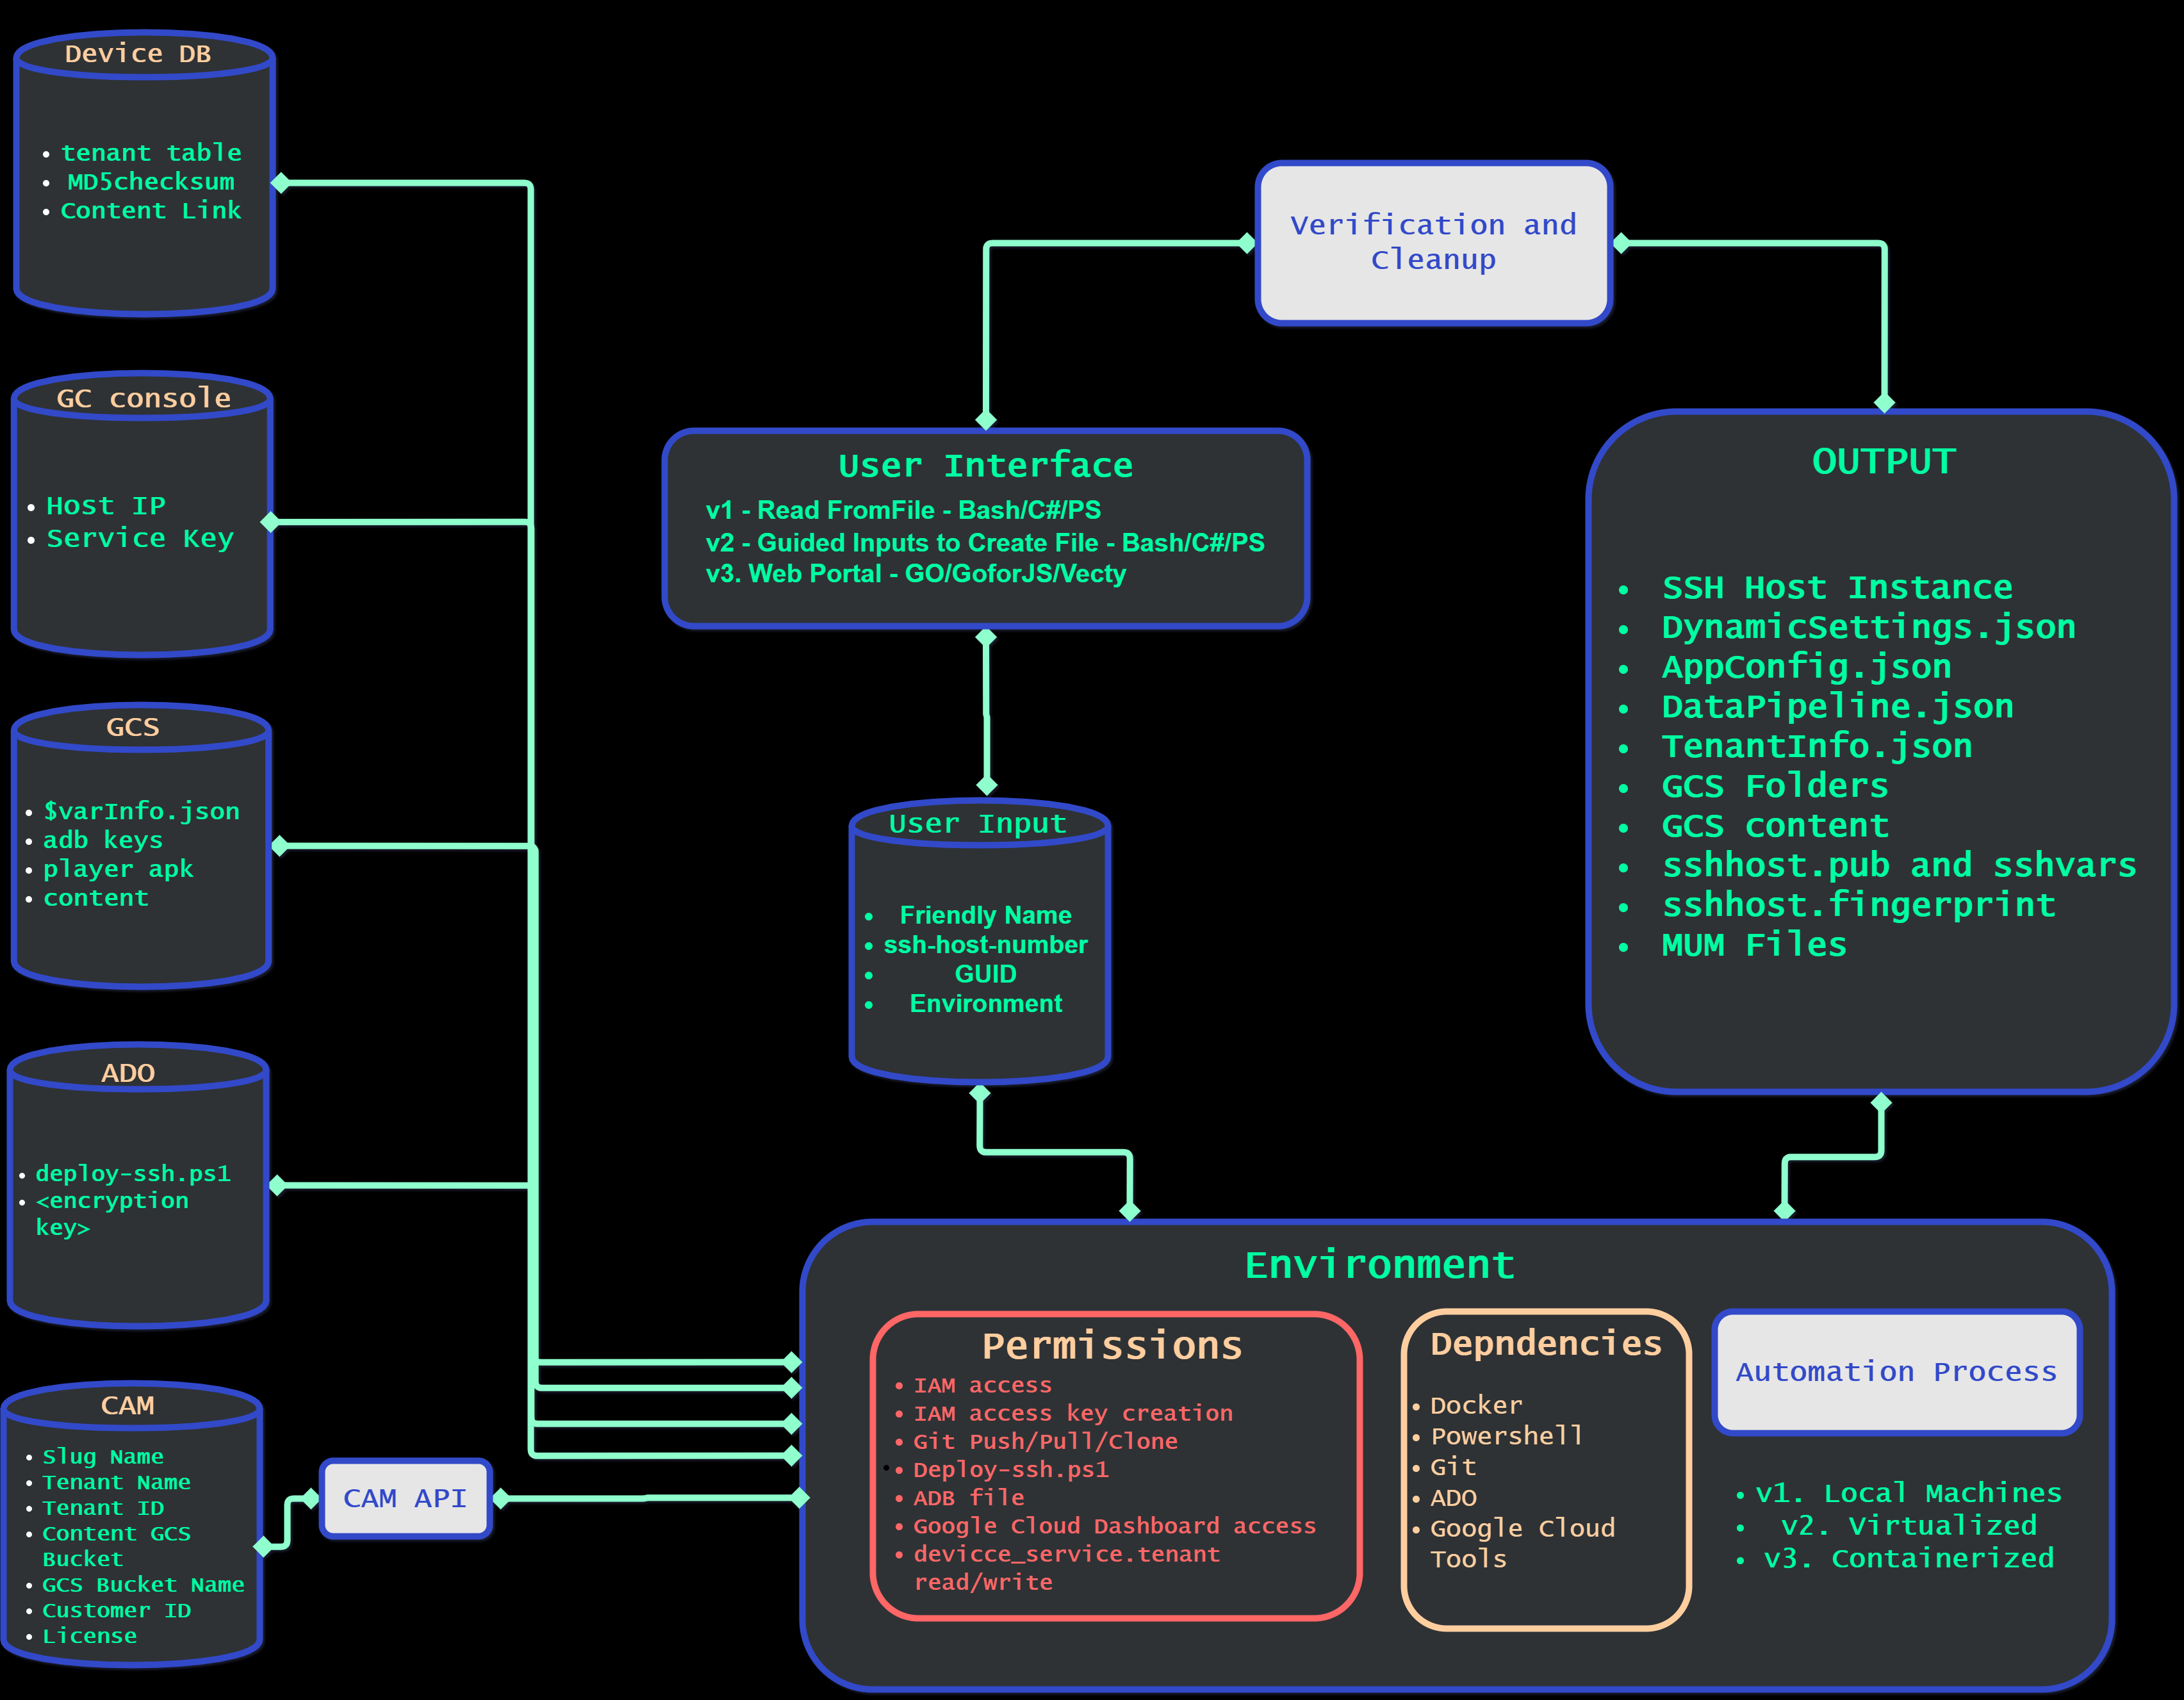 Device DB
tenant table
MD5checksum
Content Link
GC console
Host IP
Service Key
GCS
$varInfo.json
adb keys
player apk
content
ADO
deploy-ssh.ps1
<encryption
key>
CAM
Slug Name
Tenant Name
Tenant ID
Content GCS
Bucket
GCS Bucket Name
Customer ID
License
CAM API
Verification and
Cleanup
User Interface
v1 - Read FromFile - Bash/C#/PS
v2 - Guided Inputs to Create File - Bash/C#/PS
v3. Web Portal - GO/GoforJS/Vecty
User Input
Friendly Name
ssh-host-number
GUID
Environment
OUTPUT
SSH Host Instance
DynamicSettings.json
AppConfig.json
DataPipeline.json
TenantInfo.json
GCS Folders
GCS content
sshhost.pub and sshvars
sshhost.fingerprint
MUM Files
Environment
Permissions
IAM access
IAM access key creation
Git Push/Pull/Clone
Deploy-ssh.ps1
ADB file
Google Cloud Dashboard access
devicce_service.tenant
read/write
Depndencies
Docker
Powershell
Git
ADO
Google Cloud
Tools
Automation Process
v1. Local Machines
v2. Virtualized
v3. Containerized